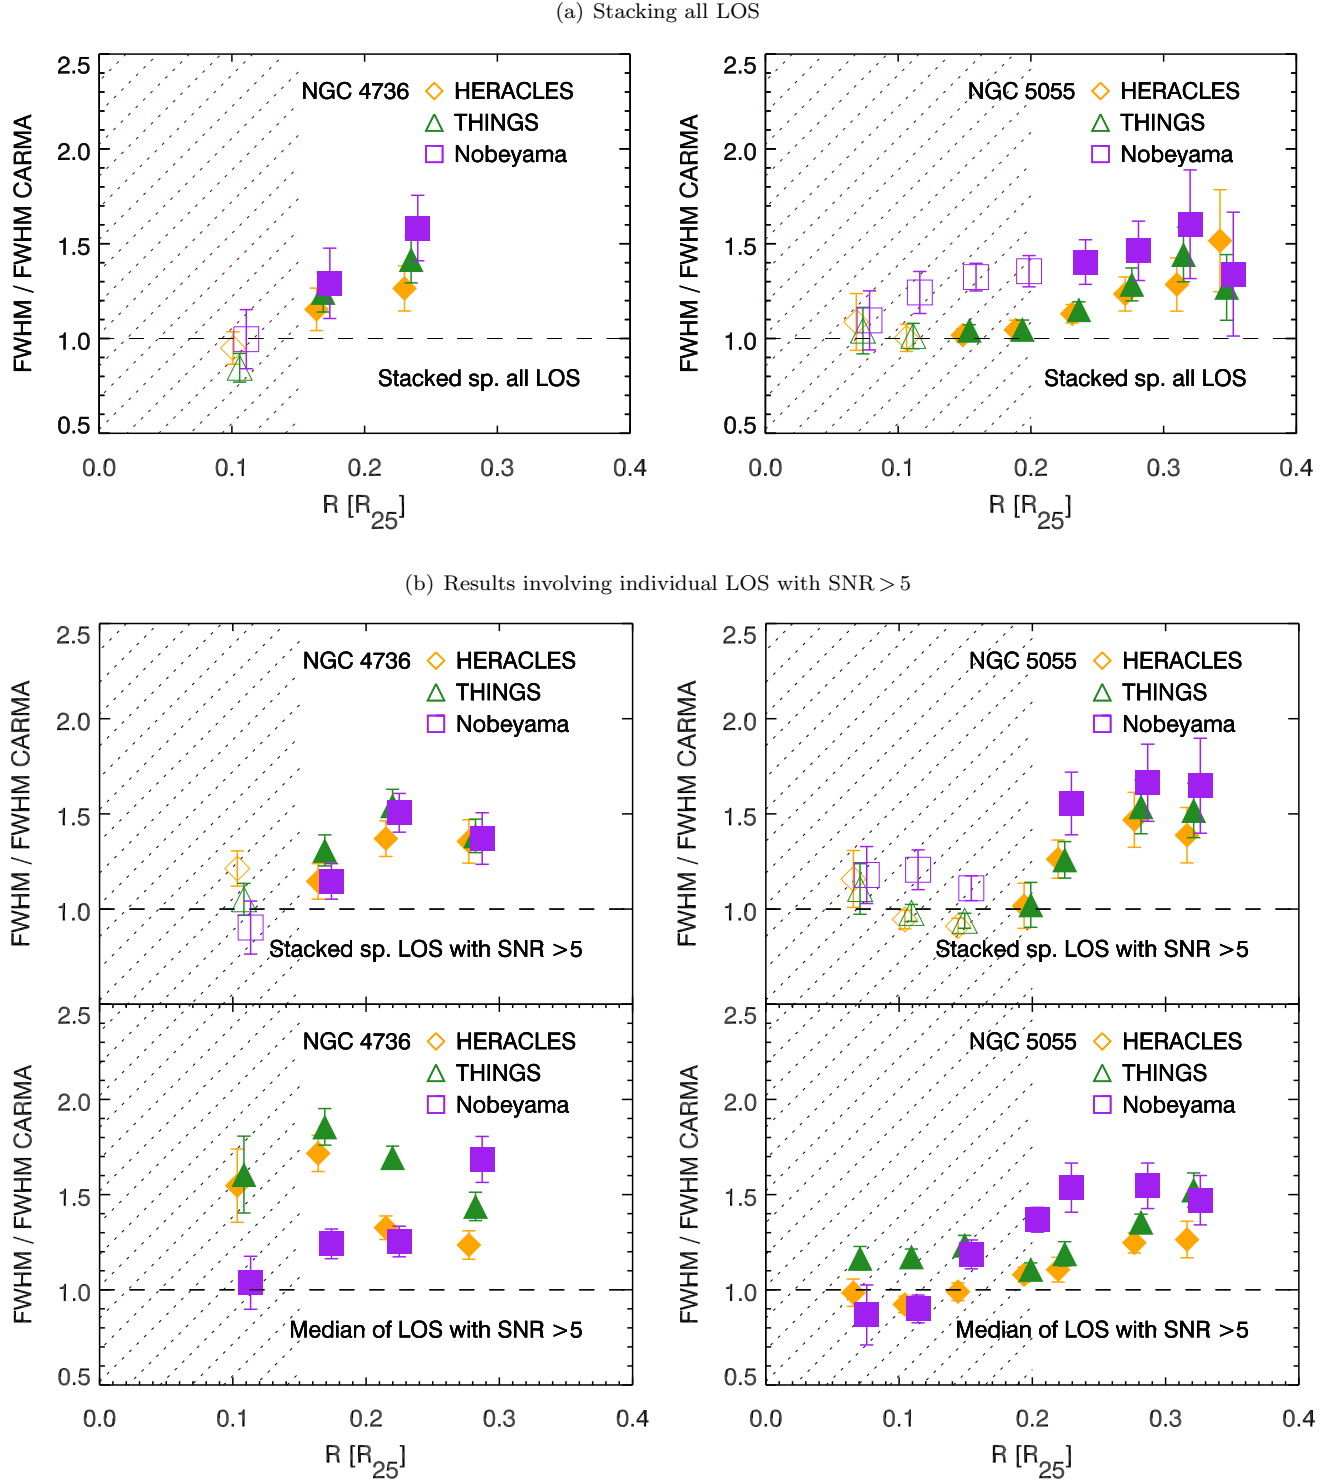 (a) Stacking all LOS
2.5
2.0
1.5
1.0
0.5
FWHM / FWHM CARMA
NGC 4736 HERACLES
THINGS
Nobeyama
Stacked sp. all LOS
0.0 0.1 0.2 0.3 0.4
R [R25]
NGC 5055 HERACLES
THINGS
Nobeyama
2.5
2.0
1.5
1.0
0.5
FWHM / FWHM CARMA
Stacked sp. all LOS
0.0 0.1 0.2 0.3 0.4
R [R25]
(b) Results involving individual LOS with SNR > 5
2.5
2.0
1.5
1.0
FWHM / FWHM CARMA
NGC 4736 HERACLES
THINGS
Nobeyama
Stacked sp. LOS with SNR >5
2.5
2.0
1.5
1.0
FWHM / FWHM CARMA
NGC 5055 HERACLES
THINGS
Nobeyama
Stacked sp. LOS with SNR >5
2.5
2.0
1.5
1.0
0.5
FWHM / FWHM CARMA
NGC 4736 HERACLES
THINGS
Nobeyama
Median of LOS with SNR >5
0.0 0.1 0.2 0.3 0.4
R [R25]
2.5
2.0
1.5
1.0
0.5
FWHM / FWHM CARMA
NGC 5055 HERACLES
THINGS
Nobeyama
Median of LOS with SNR >5
0.0 0.1 0.2 0.3 0.4
R [R25]